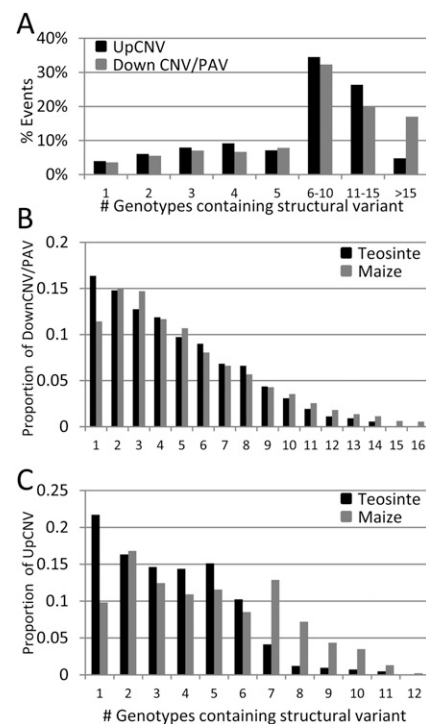 A
UpCNV
Down CNV/PAV
40%
30%
20%
10%
0%
% Events
1 2 3 4 5 6-10 11-15 >15
# Genotypes containing structural variant
B
Teosinte
Maize
0.2
0.15
0.1
0.05
0
Proportion of DownCNV/PAV
1 2 3 4 5 6 7 8 9 10 11 12 13 14 15 16
C
Teosinte
Maize
0.25
0.2
0.15
0.1
0.05
0
Proportion of UpCNV
1 2 3 4 5 6 7 8 9 10 11 12
# Genotypes containing structural variant